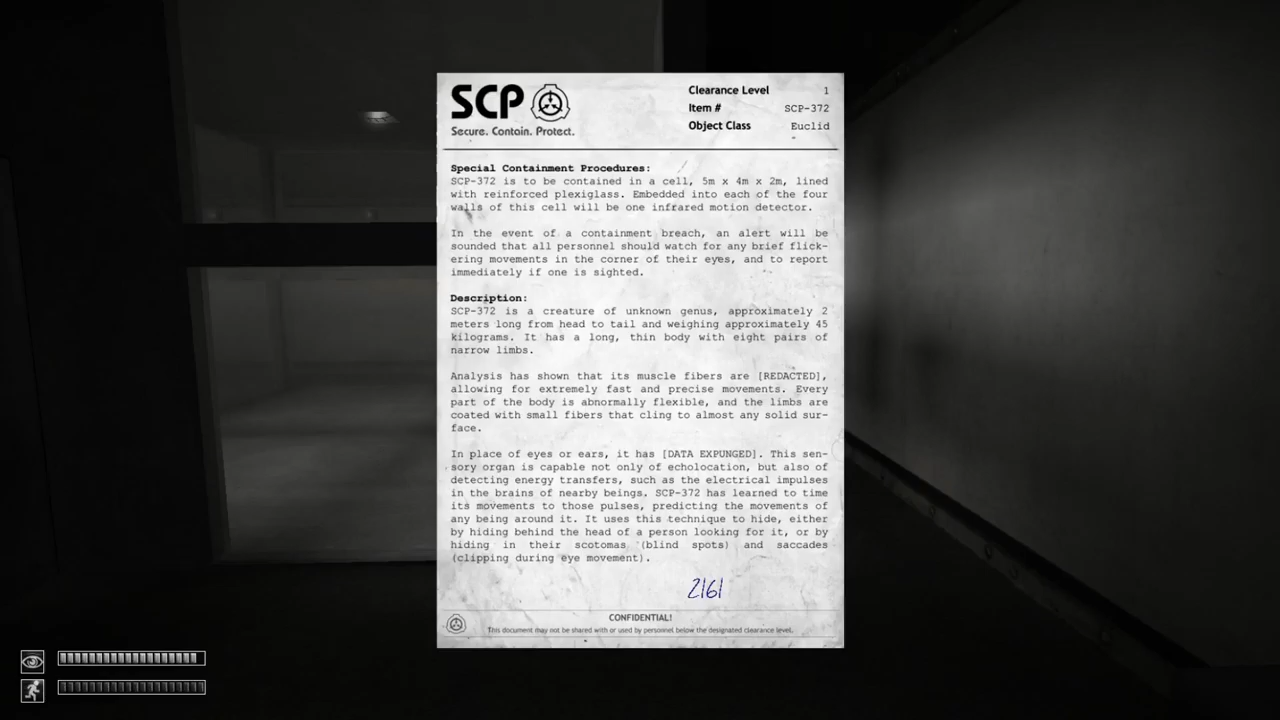 SCP
Secure. Contain. Protect.
Clearance Level 1
Item # SCP-372
Object Class Euclid
Special Containment Procedures:
SCP-372 is to be contained in a cell, 5m x 4m x 2m, lined
with reinforced plexiglass. Embedded into each of the four
walls of this cell will be one infrared motion detector.
In the event of a containment breach, an alert will be
sounded that all personnel should watch for any brief flick-
ering movements in the corner of their eyes, and to report
immediately if one is sighted.
Description:
SCP-372 is a creature of unknown genus, approximately 2
meters long from head to tail and weighing approximately 45
kilograms. It has a long, thin body with eight pairs of
narrow limbs.
Analysis has shown that its muscle fibers are [REDACTED],
allowing for extremely fast and precise movements. Every
part of the body is abnormally flexible, and the limbs are
coated with small fibers that cling to almost any solid sur-
face.
In place of eyes or ears, it has [DATA EXPUNGED]. This sen-
sory organ is capable not only of echolocation, but also of
detecting energy transfers, such as the electrical impulses
in the brains of nearby beings. SCP-372 has learned to time
its movements to those pulses, predicting the movements of
any being around it. It uses this technique to hide, either
by hiding behind the head of a person looking for it, or by
hiding in their scotomas (blind spots) and saccades
(clipping during eye movement).
2161
CONFIDENTIAL!
This document may not be shared with or used by personnel below the designated clearance level.